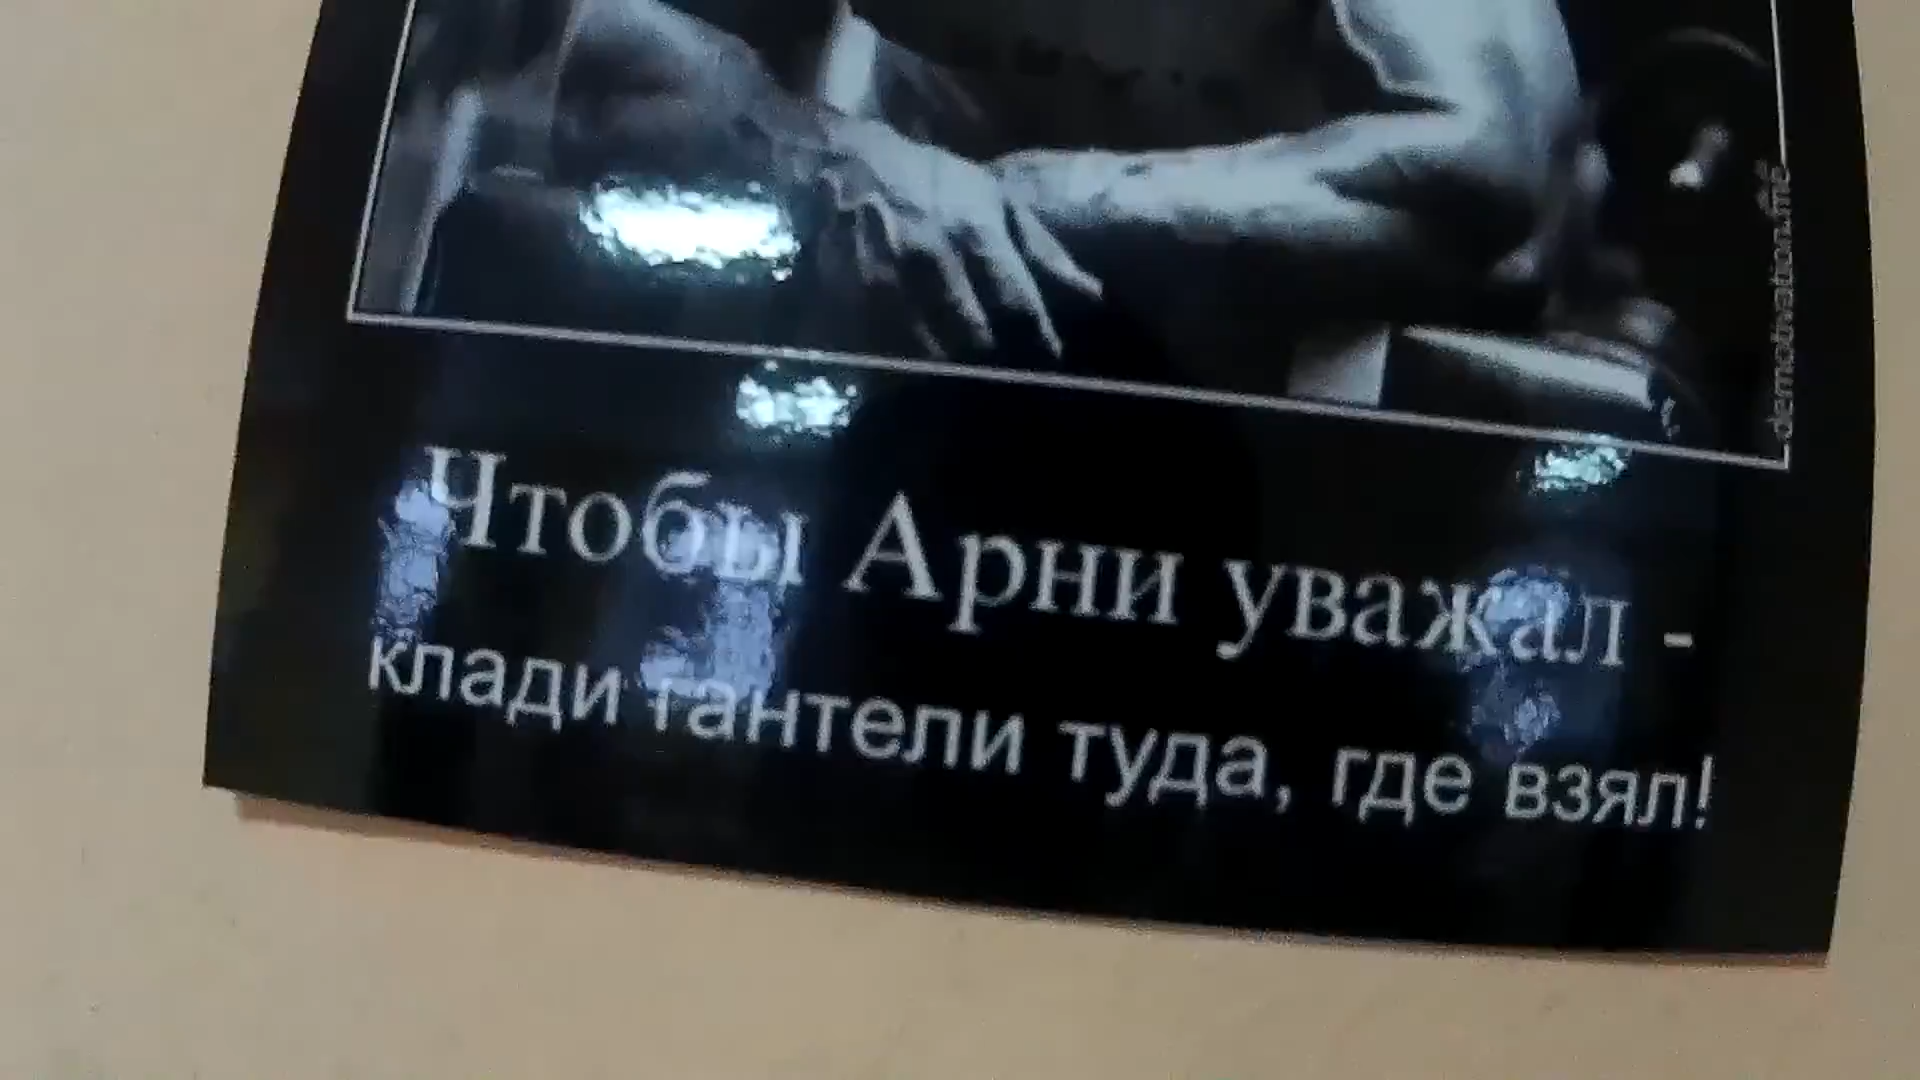 Чтобы Арни уважал -
клади гантели туда, где взял!